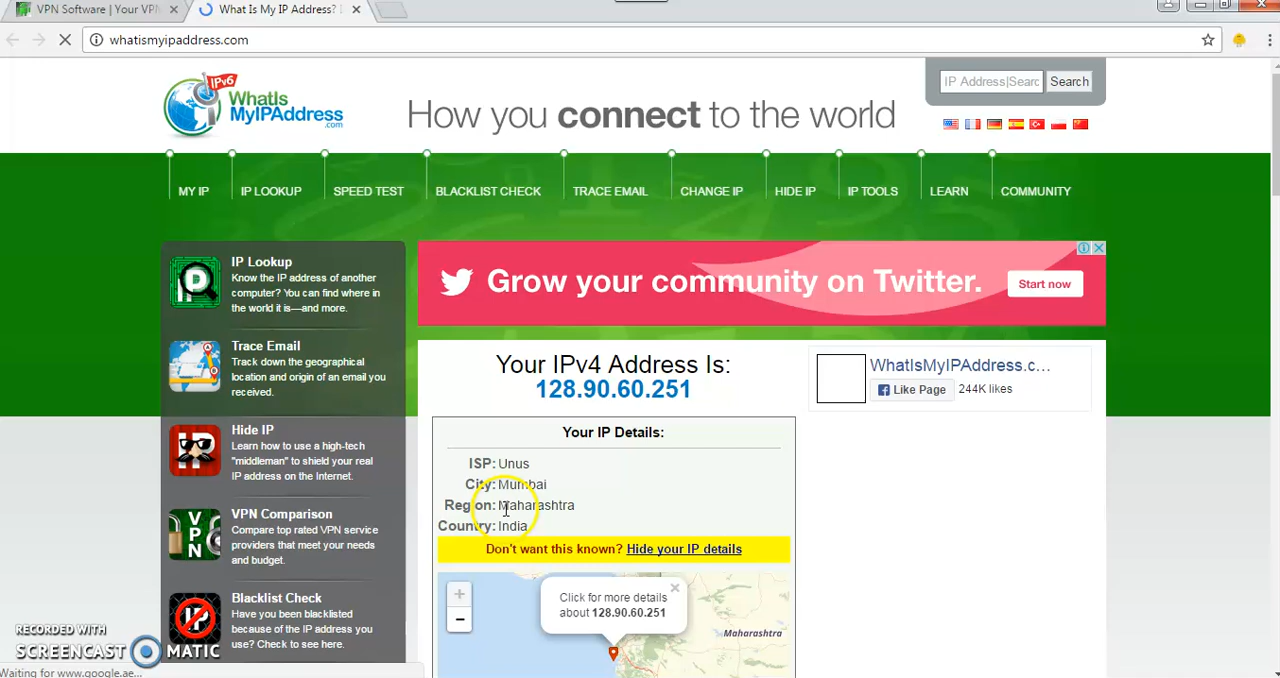 VPN Software | Your VPN
What Is My IP Address?
whatismyipaddress.com
IPv6
WhatIs
MyIPAddress
.com
How you connect to the world
IP Address|Searc
Search
MY IP
IP LOOKUP
SPEED TEST
BLACKLIST CHECK
TRACE EMAIL
CHANGE IP
HIDE IP
IP TOOLS
LEARN
COMMUNITY
IP Lookup
Know the IP address of another
computer? You can find where in
the world it is—and more.
Trace Email
Track down the geographical
location and origin of an email you
received.
Hide IP
Learn how to use a high-tech
"middleman" to shield your real
IP address on the Internet.
VPN
VPN Comparison
Compare top rated VPN service
providers that meet your needs
and budget.
IP
Blacklist Check
Have you been blacklisted
because of the IP address you
use? Check to see here.
Grow your community on Twitter.
Start now
Your IPv4 Address Is:
128.90.60.251
Your IP Details:
ISP: Unus
City: Mumbai
Region: Maharashtra
Country: India
Don't want this known? Hide your IP details
+
−
Click for more details
about 128.90.60.251
Maharashtra
WhatIsMyIPAddress.c...
Like Page
244K likes
RECORDED WITH
SCREENCAST MATIC
Waiting for www.google.ae...